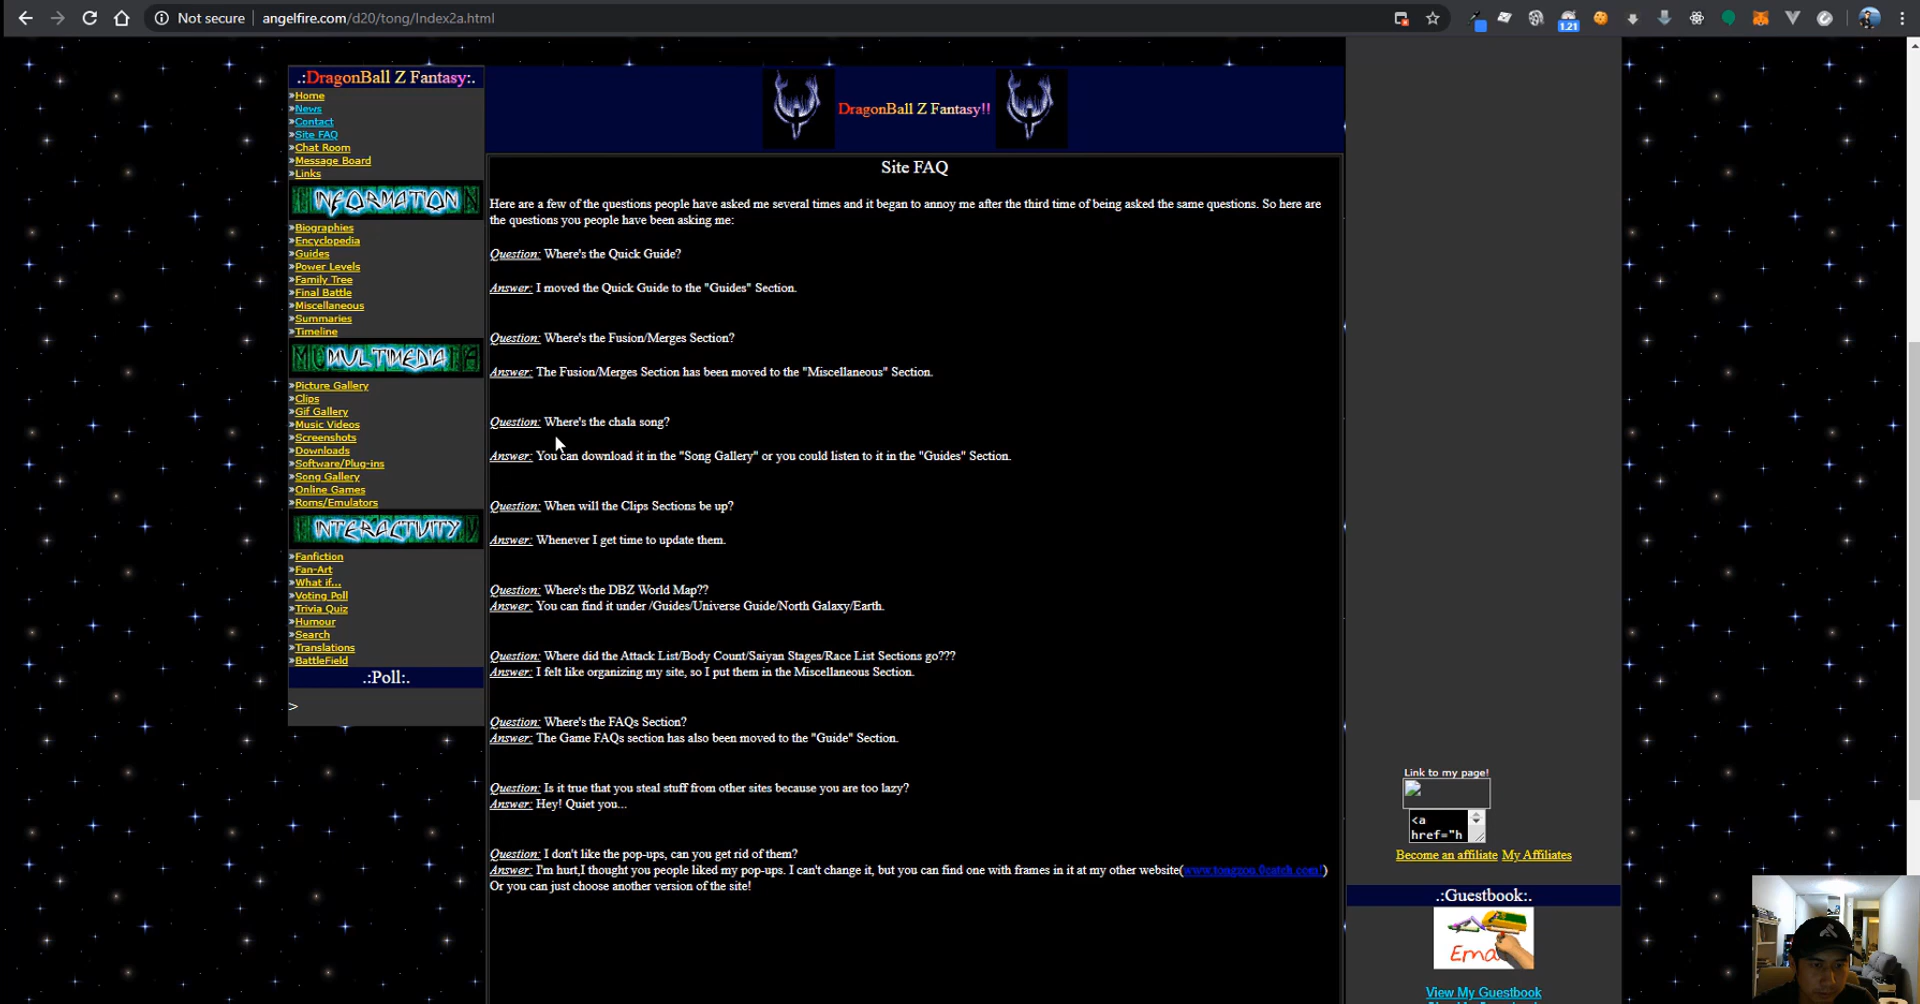 Not secure | angelfire.com/d20/tong/Index2a.html
1.21
.:DragonBall Z Fantasy:.
»Home
»News
»Contact
»Site FAQ
»Chat Room
»Message Board
»Links
INFORMATION
»Biographies
»Encyclopedia
»Guides
»Power Levels
»Family Tree
»Final Battle
»Miscellaneous
»Summaries
»Timeline
MULTIMEDIA
»Picture Gallery
»Clips
»Gif Gallery
»Music Videos
»Screenshots
»Downloads
»Software/Plug-ins
»Song Gallery
»Online Games
»Roms/Emulators
INTERACTIVITY
»Fanfiction
»Fan-Art
»What if...
»Voting Poll
»Trivia Quiz
»Humour
»Search
»Translations
»BattleField
.:Poll:.
>
DragonBall Z Fantasy!!
Site FAQ
Here are a few of the questions people have asked me several times and it began to annoy me after the third time of being asked the same questions. So here are
the questions you people have been asking me:
Question: Where's the Quick Guide?
Answer: I moved the Quick Guide to the "Guides" Section.
Question: Where's the Fusion/Merges Section?
Answer: The Fusion/Merges Section has been moved to the "Miscellaneous" Section.
Question: Where's the chala song?
Answer: You can download it in the "Song Gallery" or you could listen to it in the "Guides" Section.
Question: When will the Clips Sections be up?
Answer: Whenever I get time to update them.
Question: Where's the DBZ World Map??
Answer: You can find it under /Guides/Universe Guide/North Galaxy/Earth.
Question: Where did the Attack List/Body Count/Saiyan Stages/Race List Sections go???
Answer: I felt like organizing my site, so I put them in the Miscellaneous Section.
Question: Where's the FAQs Section?
Answer: The Game FAQs section has also been moved to the "Guide" Section.
Question: Is it true that you steal stuff from other sites because you are too lazy?
Answer: Hey! Quiet you...
Question: I don't like the pop-ups, can you get rid of them?
Answer: I'm hurt,I thought you people liked my pop-ups. I can't change it, but you can find one with frames in it at my other website(www.tongzou.0catch.com!)
Or you can just choose another version of the site!
Link to my page!
<a
href="h
Become an affiliate My Affiliates
.:Guestbook:.
Ema
View My Guestbook